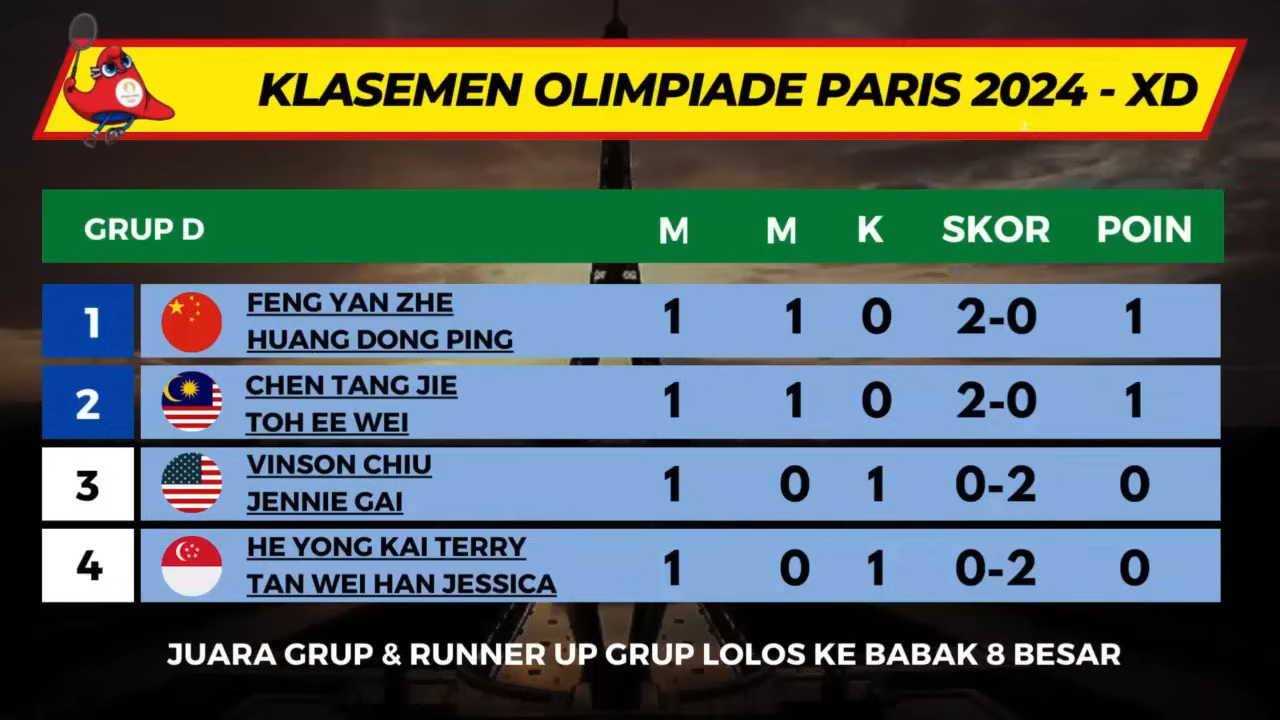 KLASEMEN OLIMPIADE PARIS 2024 - XD
GRUP D M M K SKOR POIN
1 FENG YAN ZHE
HUANG DONG PING 1 1 0 2-0 1
2 CHEN TANG JIE
TOH EE WEI 1 1 0 2-0 1
3 VINSON CHIU
JENNIE GAI 1 0 1 0-2 0
4 HE YONG KAI TERRY
TAN WEI HAN JESSICA 1 0 1 0-2 0
JUARA GRUP & RUNNER UP GRUP LOLOS KE BABAK 8 BESAR